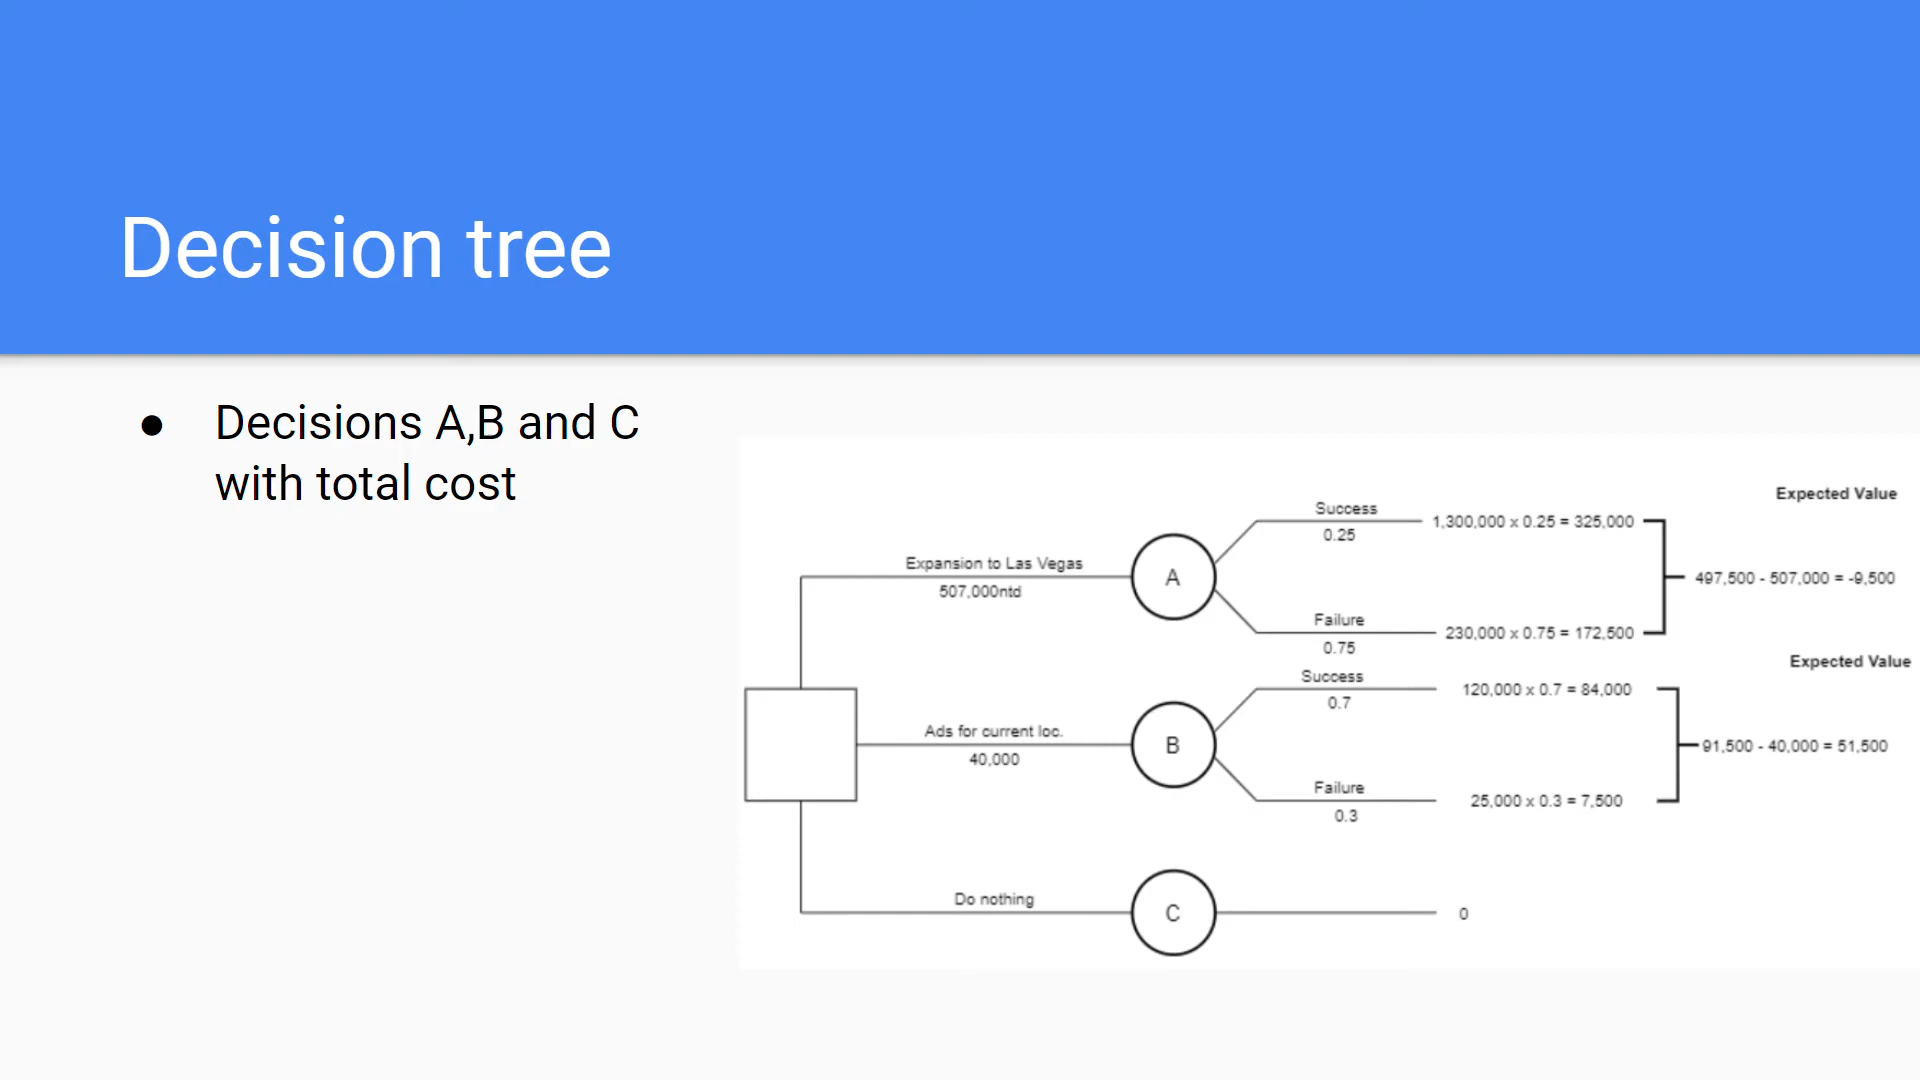 Decision tree
● Decisions A,B and C
with total cost
Expected Value
Success
1,300,000 x 0.25 = 325,000
0.25
Expansion to Las Vegas
507,000ntd
A
497,500 - 507,000 = -9,500
Failure
230,000 x 0.75 = 172,500
0.75
Expected Value
Success
120,000 x 0.7 = 84,000
0.7
Ads for current loc.
40,000
B
91,500 - 40,000 = 51,500
Failure
25,000 x 0.3 = 7,500
0.3
Do nothing
C
0